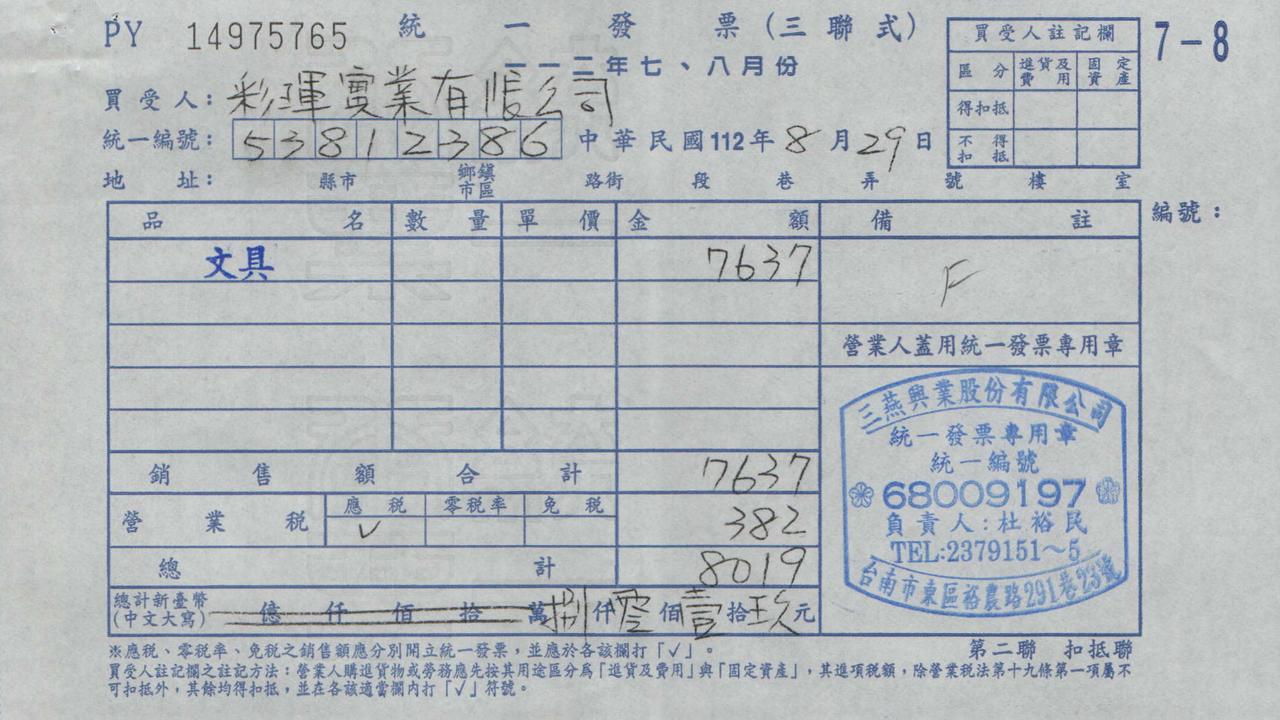 PY 14975765 統一發票(三聯式) 7-8
一一二年七、八月份
買受人註記欄
區分 進貨及費用 固定資產
得扣抵
不得扣抵
買受人: 彩琿實業有限公司
統一編號: 53812386 中華民國112年8月29日
地址: 縣市 鄉鎮市區 路街 段 巷 弄 號 樓 室
編號:
品名 數量 單價 金額 備註
文具 7637 F
營業人蓋用統一發票專用章
三燕興業股份有限公司
統一發票專用章
統一編號
68009197
負責人:杜裕民
TEL:2379151~5
台南市東區裕農路291巷23號
銷售額合計 7637
營業稅 應稅 零稅率 免稅 382
✓
總計 8019
總計新臺幣(中文大寫) 億仟佰拾萬捌仟零佰壹拾玖元
第二聯 扣抵聯
※應稅、零稅率、免稅之銷售額應分別開立統一發票,並應於各該欄打「✓」。
買受人註記欄之註記方法:營業人購進貨物或勞務應先按其用途區分為「進貨及費用」與「固定資產」,其進項稅額,除營業稅法第十九條第一項屬不
可扣抵外,其餘均得扣抵,並在各該適當欄內打「✓」符號。